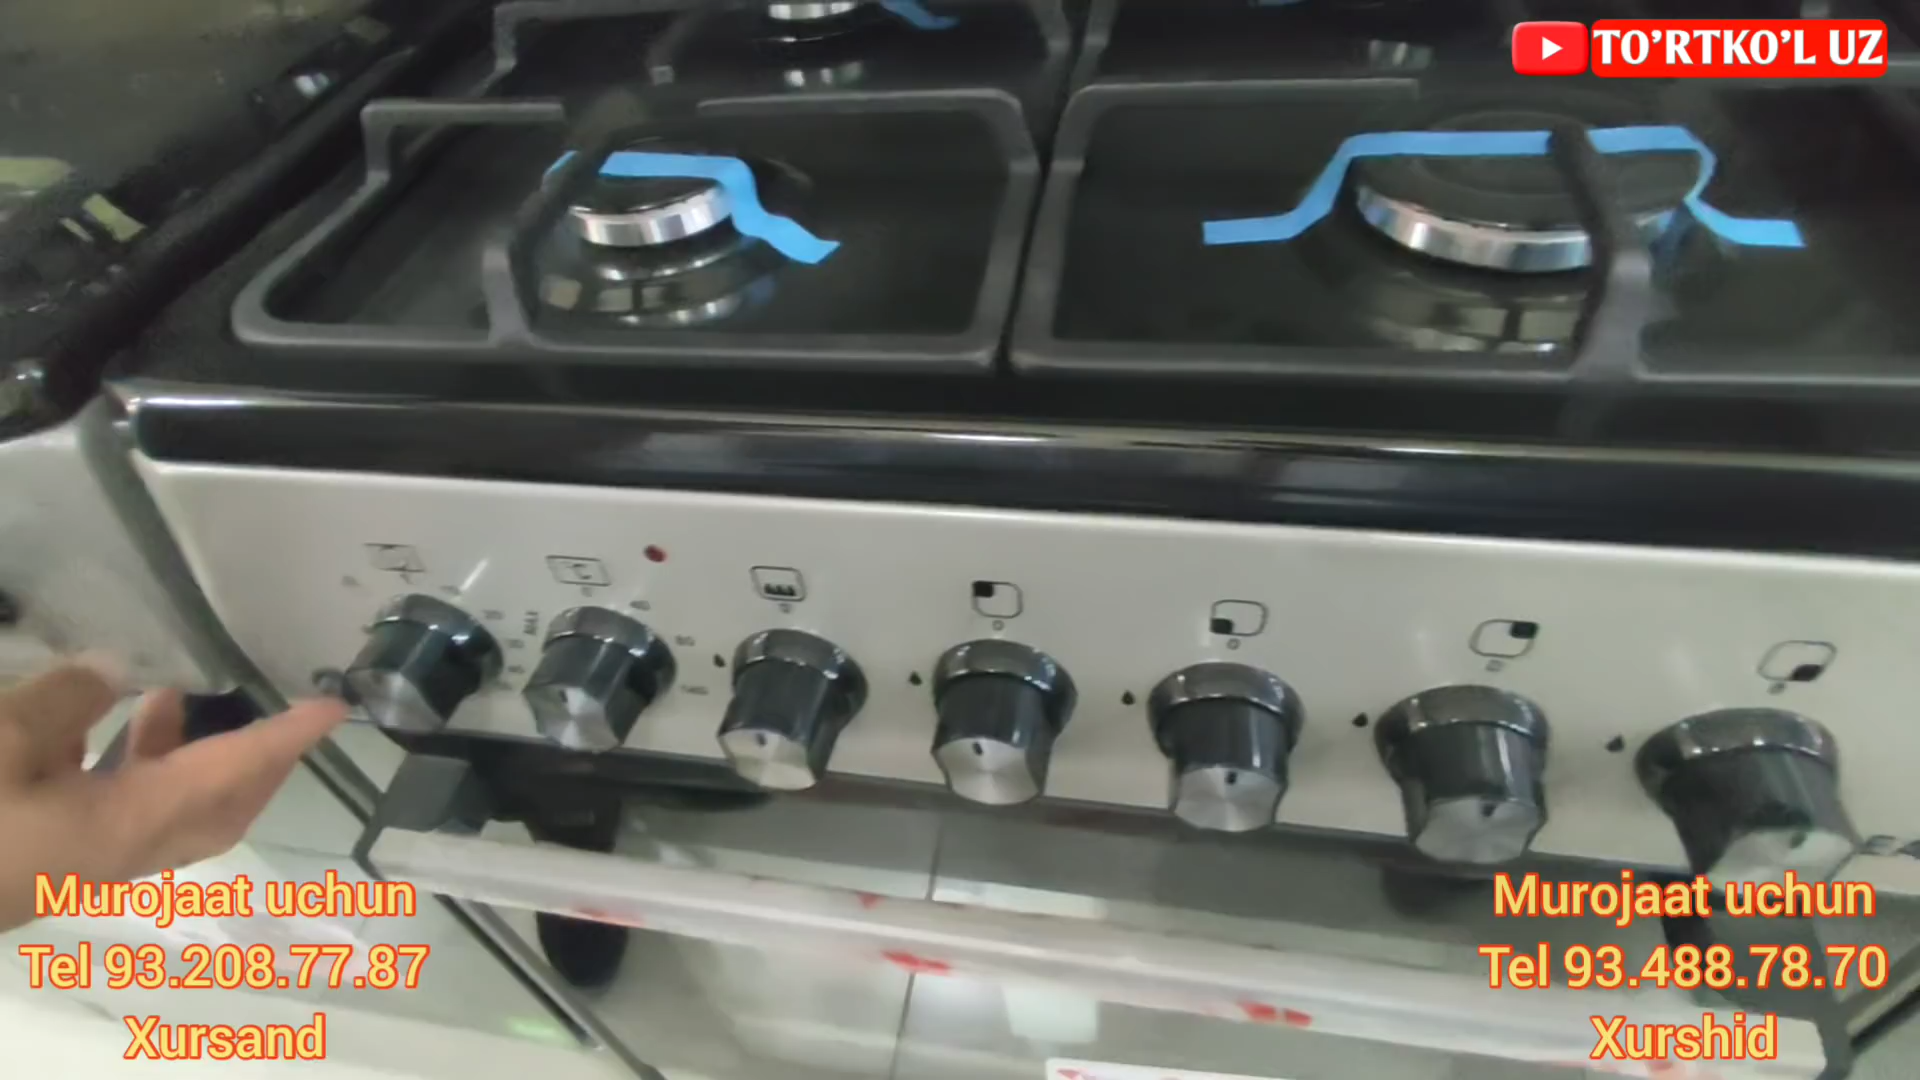 TO'RTKO'L UZ
°C
MAX
Murojaat uchun
Tel 93.208.77.87
Xursand
Murojaat uchun
Tel 93.488.78.70
Xurshid